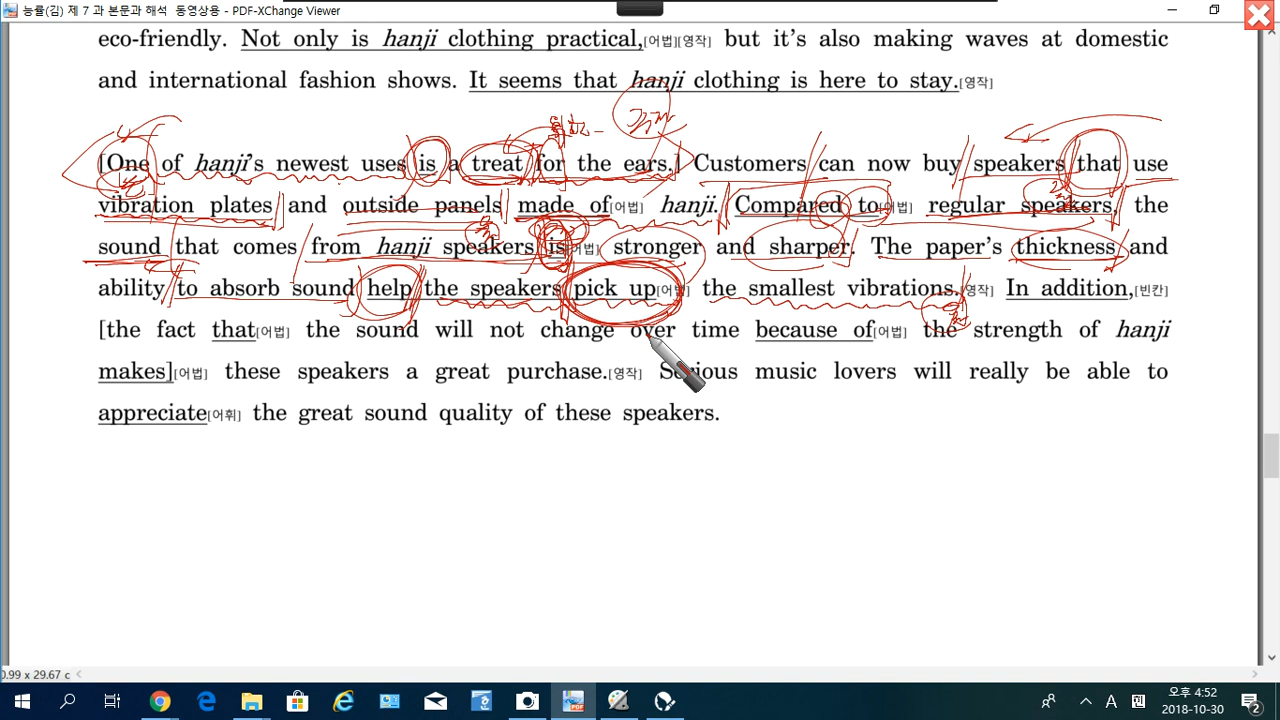 능률(김) 제 7 과 본문과 해석 동영상용 - PDF-XChange Viewer
eco-friendly. Not only is hanji clothing practical,[어법][영작] but it's also making waves at domestic
and international fashion shows. It seems that hanji clothing is here to stay.[영작]
[One of hanji's newest uses is a treat for the ears.] Customers can now buy speakers that use
vibration plates and outside panels made of[어법] hanji. Compared to[어법] regular speakers, the
sound that comes from hanji speakers is[어법] stronger and sharper. The paper's thickness and
ability to absorb sound help the speakers pick up[어법] the smallest vibrations.[영작] In addition,[빈칸]
[the fact that[어법] the sound will not change over time because of[어법] the strength of hanji
makes][어법] these speakers a great purchase.[영작] Serious music lovers will really be able to
appreciate[어휘] the great sound quality of these speakers.
0.99 x 29.67 c
A
오후 4:52
2018-10-30
2